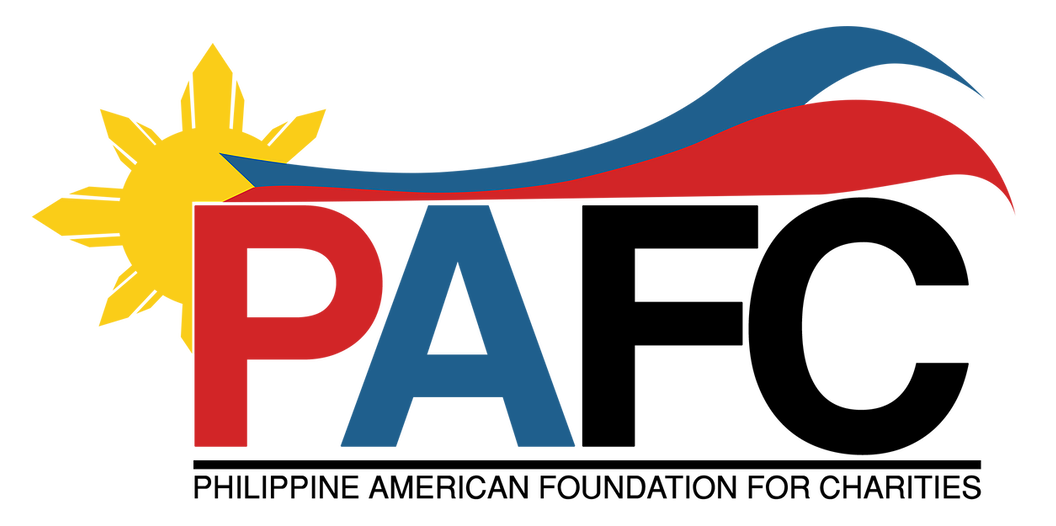 PAFC
PHILIPPINE AMERICAN FOUNDATION FOR CHARITIES